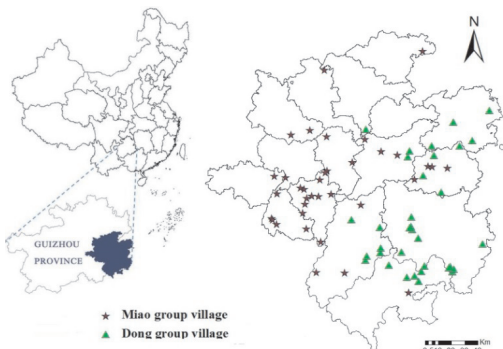 N
GUIZHOU
PROVINCE
Miao group village
Dong group village
Km